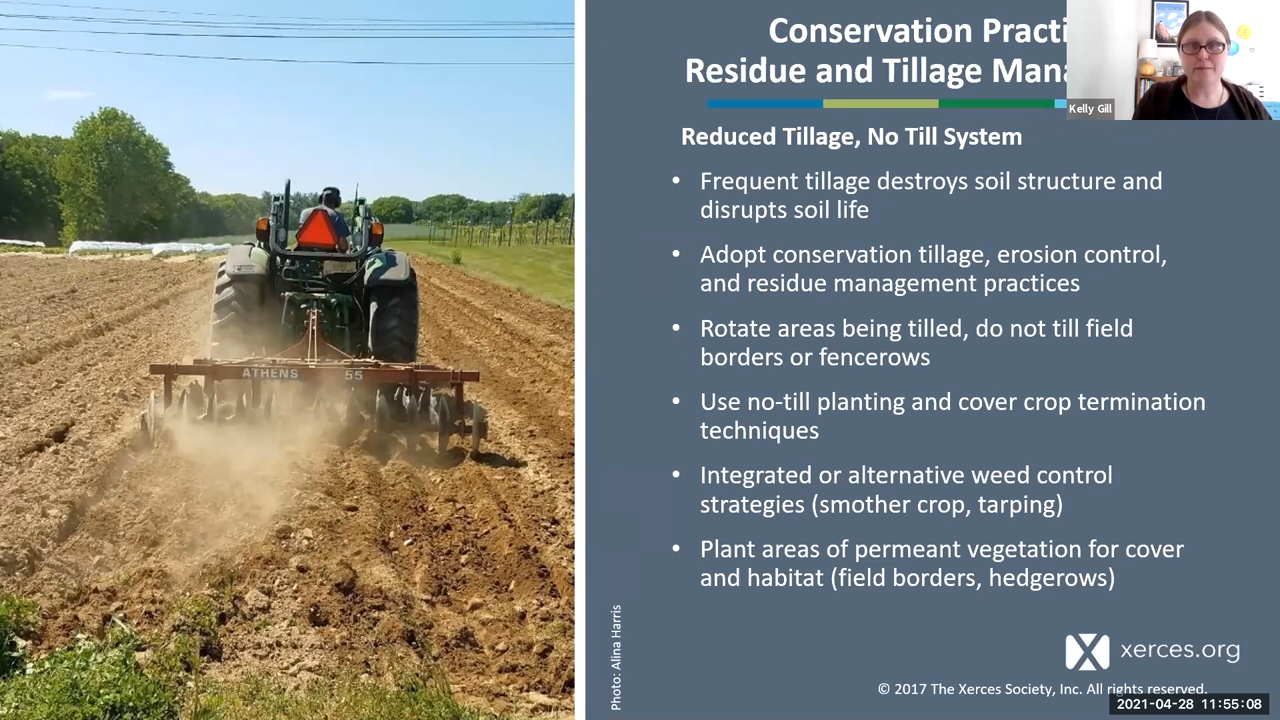 Conservation Practi
Residue and Tillage Mana
Kelly Gill
Reduced Tillage, No Till System
• Frequent tillage destroys soil structure and
disrupts soil life
• Adopt conservation tillage, erosion control,
and residue management practices
• Rotate areas being tilled, do not till field
borders or fencerows
• Use no-till planting and cover crop termination
techniques
• Integrated or alternative weed control
strategies (smother crop, tarping)
• Plant areas of permeant vegetation for cover
and habitat (field borders, hedgerows)
ATHENS 55
Photo: Alina Harris
xerces.org
© 2017 The Xerces Society, Inc. All rights reserved.
2021-04-28 11:55:08